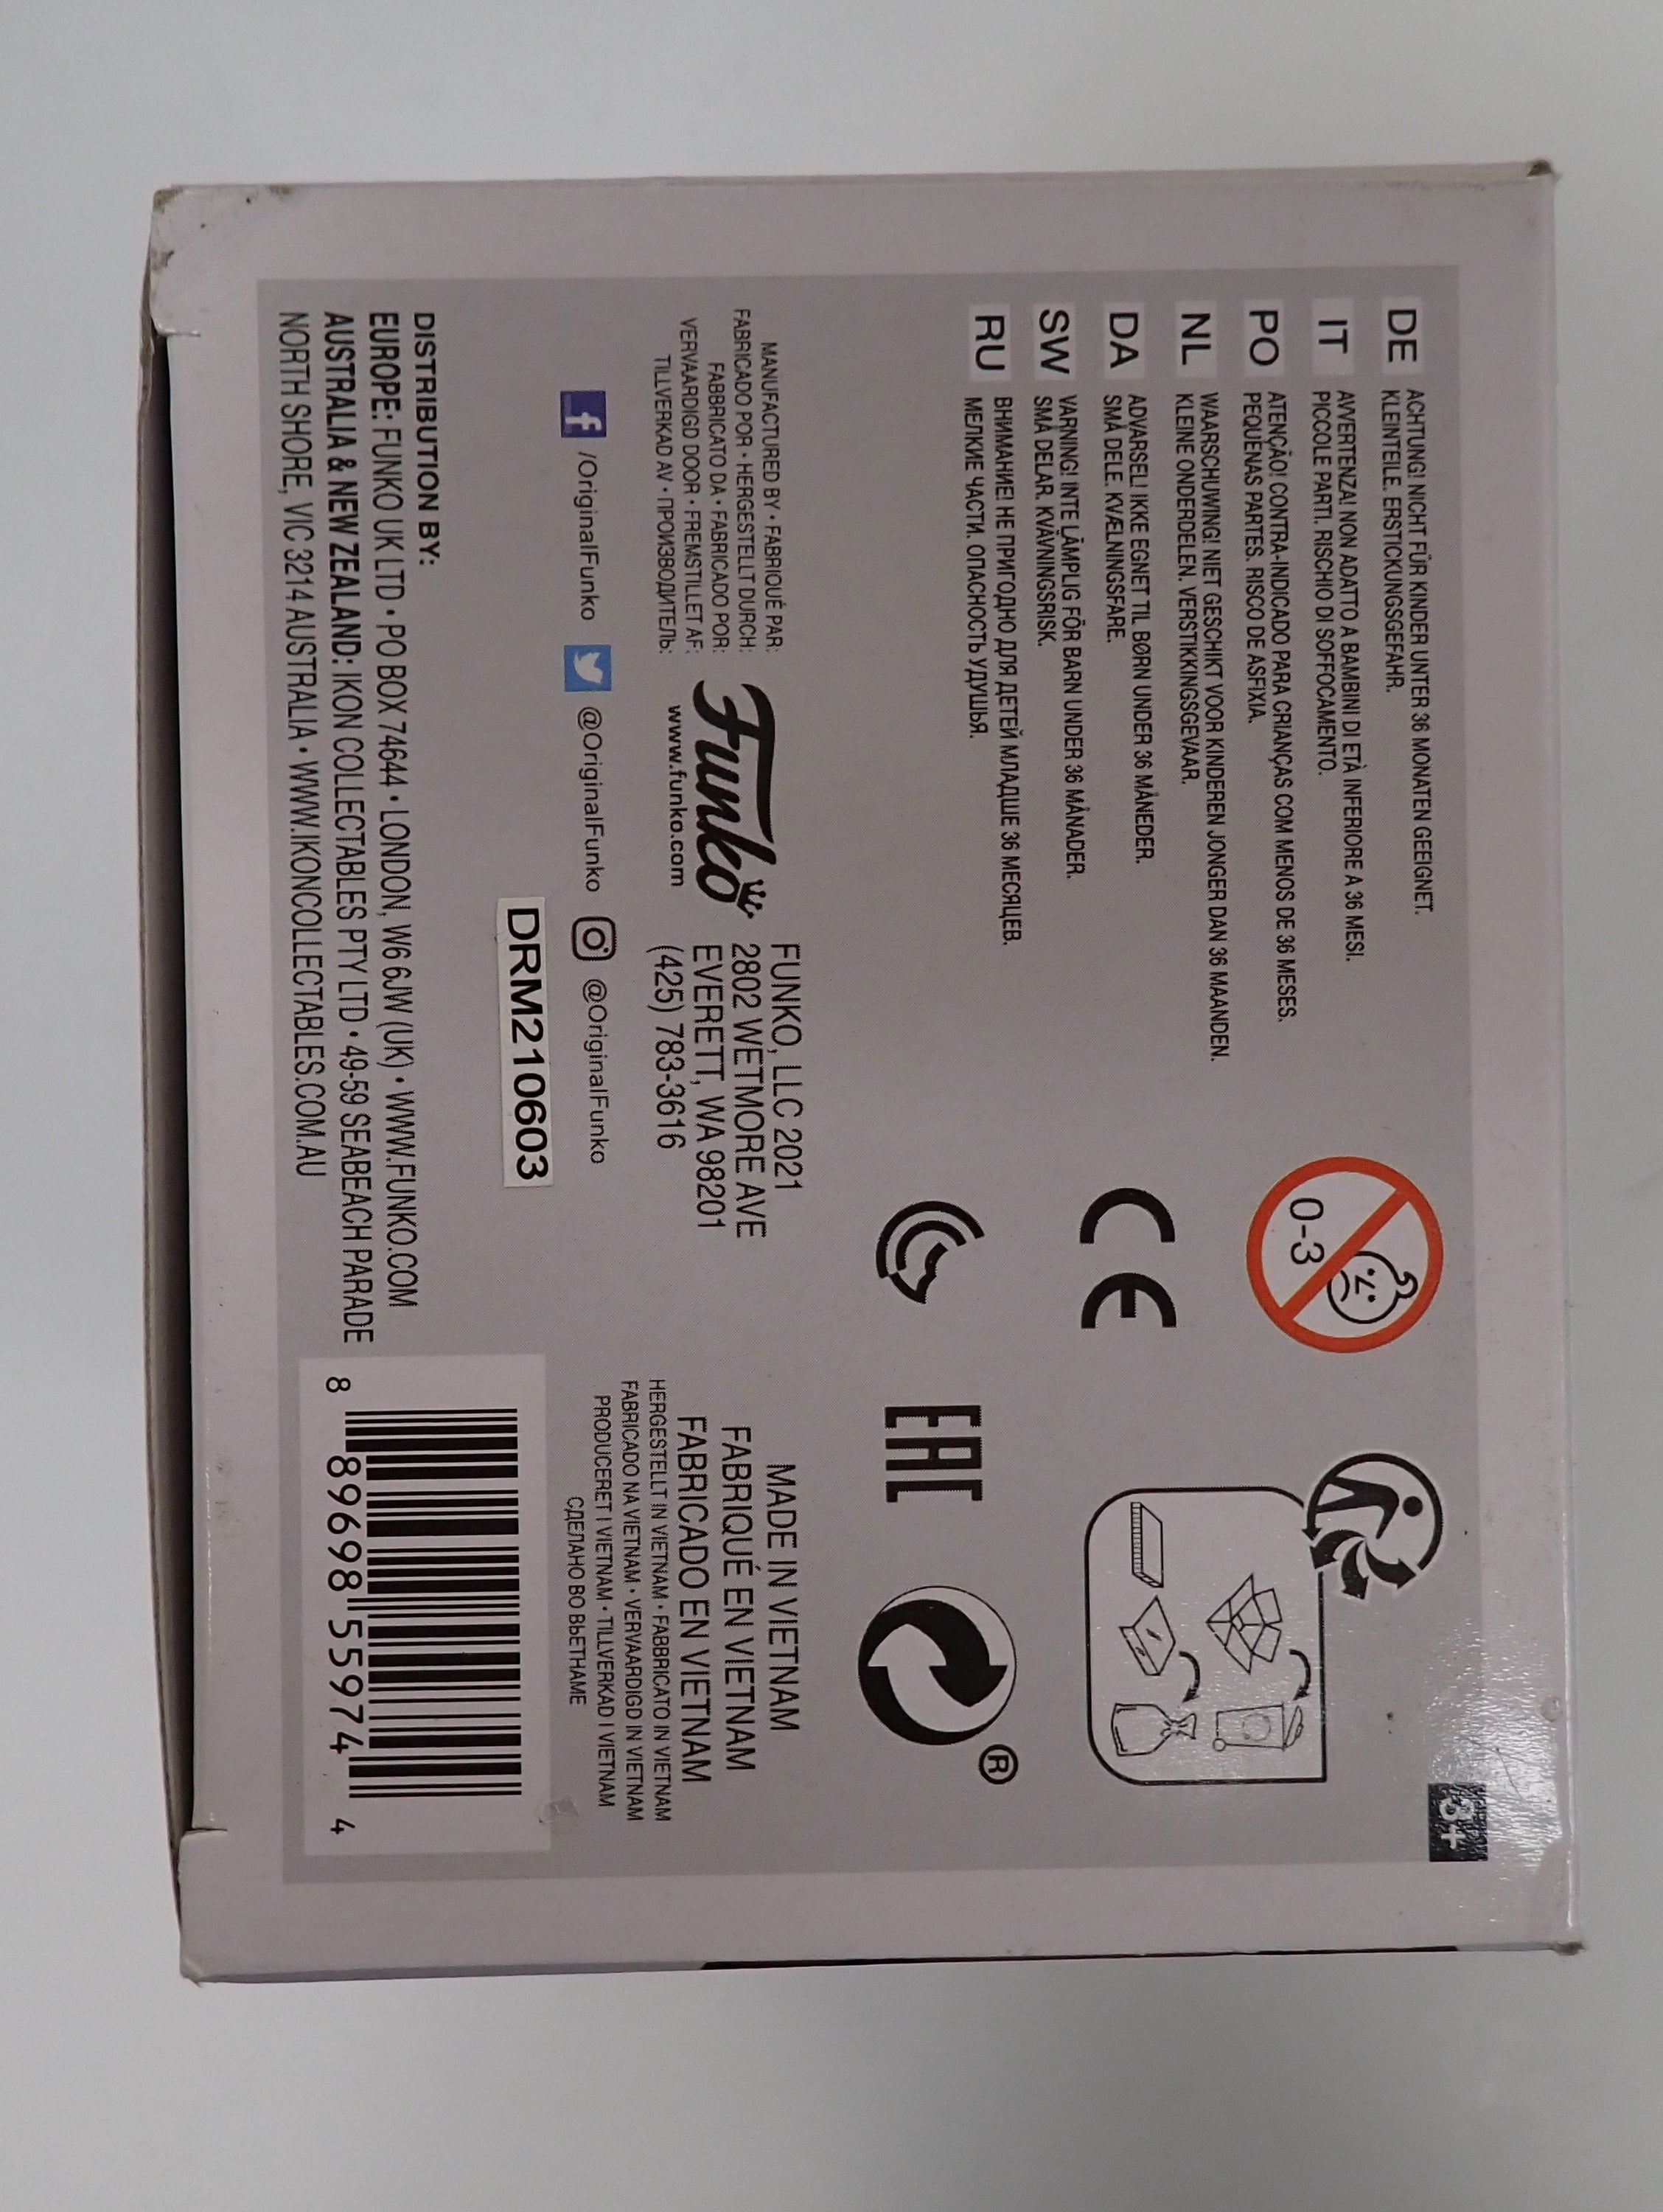 DE
ACHTUNG! NICHT FÜR KINDER UNTER 36 MONATEN GEEIGNET.
KLEINTEILE. ERSTICKUNGSGEFAHR.
IT
AVVERTENZA! NON ADATTO A BAMBINI DI ETÀ INFERIORE A 36 MESI.
PICCOLE PARTI. RISCHIO DI SOFFOCAMENTO.
PO
ATENÇÃO! CONTRA-INDICADO PARA CRIANÇAS COM MENOS DE 36 MESES.
PEQUENAS PARTES. RISCO DE ASFIXIA.
NL
WAARSCHUWING! NIET GESCHIKT VOOR KINDEREN JONGER DAN 36 MAANDEN.
KLEINE ONDERDELEN. VERSTIKKINGSGEVAAR.
DA
ADVARSEL! IKKE EGNET TIL BØRN UNDER 36 MÅNEDER.
SMÅ DELE. KVÆLNINGSFARE.
SW
VARNING! INTE LÄMPLIG FÖR BARN UNDER 36 MÅNADER.
SMÅ DELAR. KVÄVNINGSRISK.
RU
ВНИМАНИЕ! НЕ ПРИГОДНО ДЛЯ ДЕТЕЙ МЛАДШЕ 36 МЕСЯЦЕВ.
МЕЛКИЕ ЧАСТИ. ОПАСНОСТЬ УДУШЬЯ.
0-3
3+
CE
EAC
®
MANUFACTURED BY • FABRIQUÉ PAR:
FABRICADO POR • HERGESTELLT DURCH:
FABBRICATO DA • FABRICADO POR:
VERVAARDIGD DOOR • FREMSTILLET AF:
TILLVERKAD AV • ПРОИЗВОДИТЕЛЬ:
Funko
www.funko.com
FUNKO, LLC 2021
2802 WETMORE AVE
EVERETT, WA 98201
(425) 783-3616
MADE IN VIETNAM
FABRIQUÉ EN VIETNAM
FABRICADO EN VIETNAM
HERGESTELLT IN VIETNAM • FABBRICATO IN VIETNAM
FABRICADO NA VIETNAM • VERVAARDIGD IN VIETNAM
PRODUCERET I VIETNAM • TILLVERKAD I VIETNAM
СДЕЛАНО ВО ВЬЕТНАМЕ
f /OriginalFunko @OriginalFunko @OriginalFunko
DRM210603
DISTRIBUTION BY:
EUROPE: FUNKO UK LTD • PO BOX 74644 • LONDON, W6 6JW (UK) • WWW.FUNKO.COM
AUSTRALIA & NEW ZEALAND: IKON COLLECTABLES PTY LTD • 49-59 SEABEACH PARADE
NORTH SHORE, VIC 3214 AUSTRALIA • WWW.IKONCOLLECTABLES.COM.AU
8 89698 55974 4